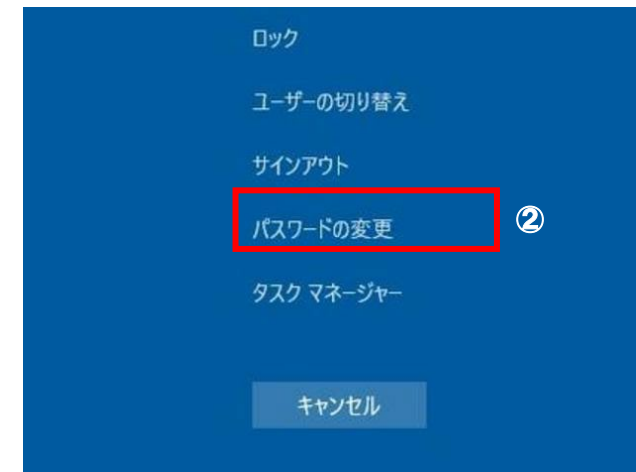 ロック
ユーザーの切り替え
サインアウト
パスワードの変更
②
タスク マネージャー
キャンセル